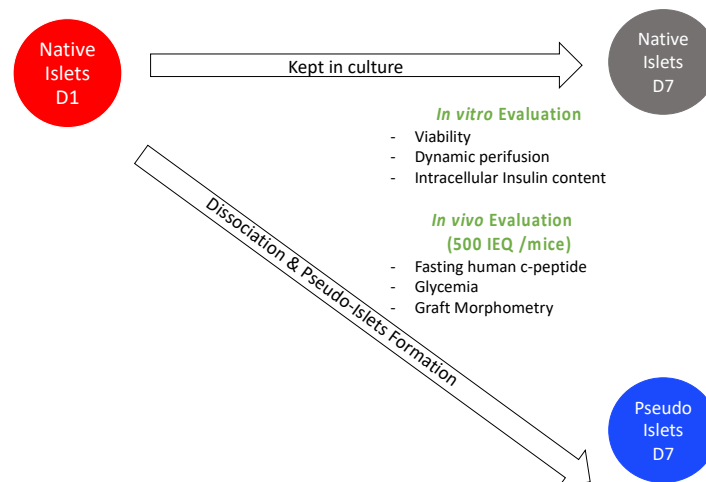 Native
Islets
D1
Kept in culture
Native
Islets
D7
In vitro Evaluation
- Viability
- Dynamic perifusion
- Intracellular Insulin content
In vivo Evaluation
(500 IEQ /mice)
- Fasting human c-peptide
- Glycemia
- Graft Morphometry
Dissociation & Pseudo-Islets Formation
Pseudo
Islets
D7